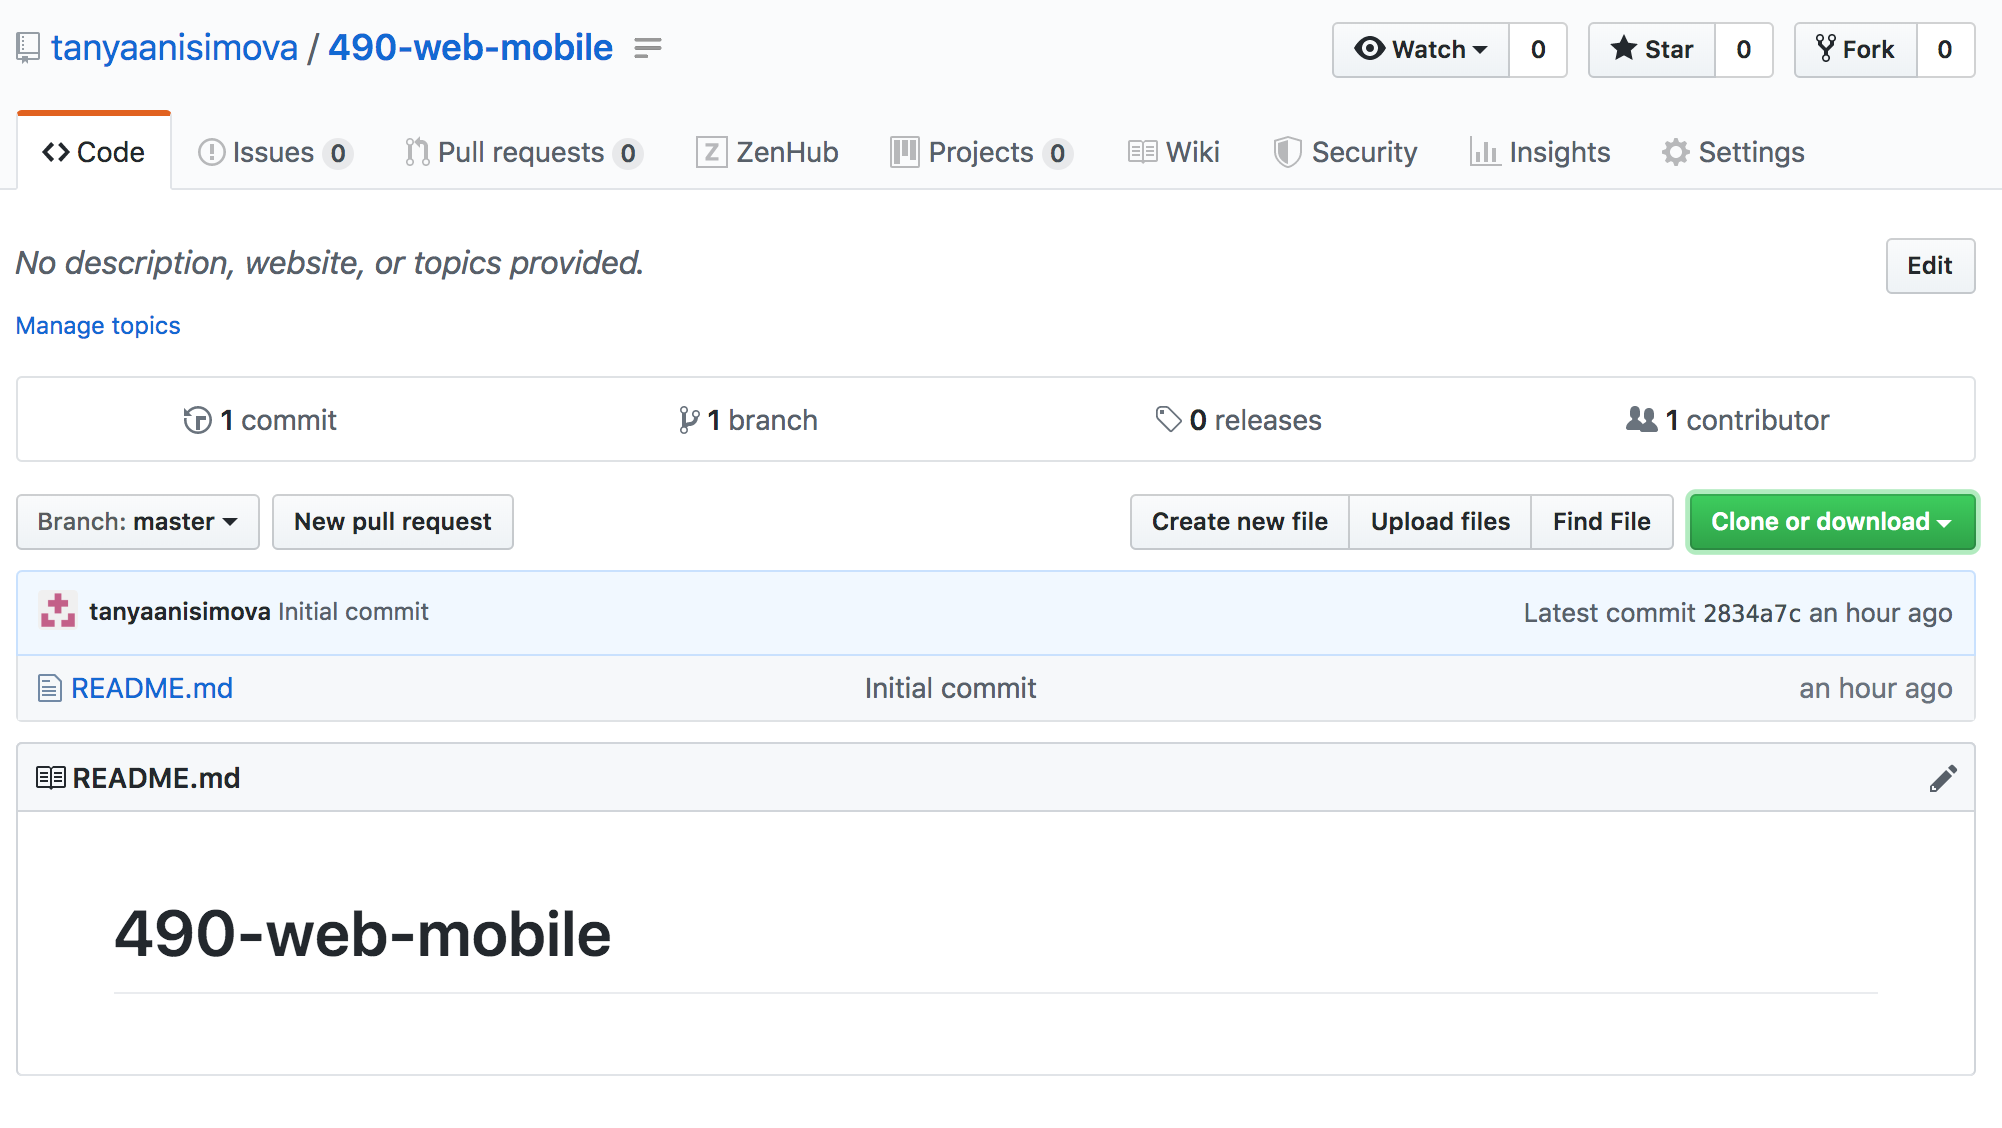 tanyaanisimova / 490-web-mobile
Watch 0 Star 0 Fork 0
Code Issues 0 Pull requests 0 Z ZenHub Projects 0 Wiki Security Insights Settings
No description, website, or topics provided.
Edit
Manage topics
1 commit 1 branch 0 releases 1 contributor
Branch: master New pull request Create new file Upload files Find File Clone or download
tanyaanisimova Initial commit Latest commit 2834a7c an hour ago
README.md Initial commit an hour ago
README.md
490-web-mobile